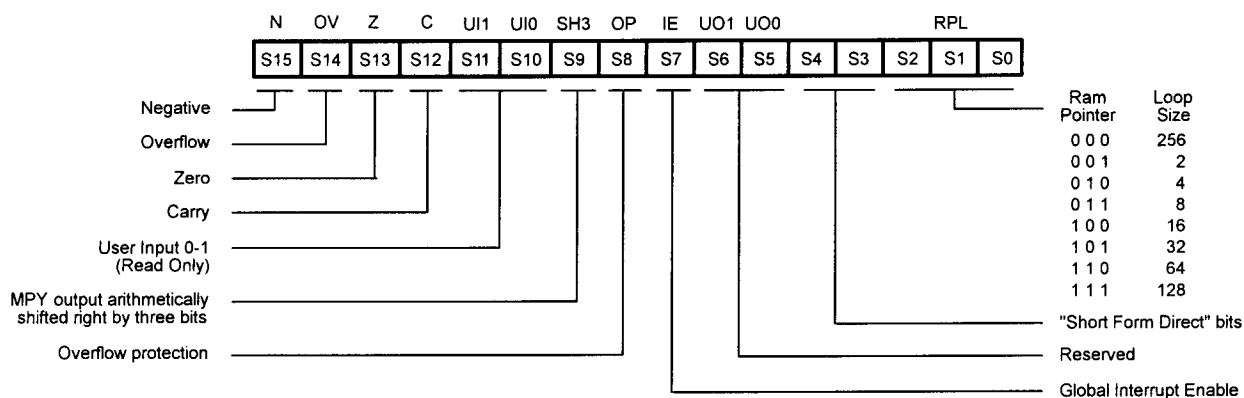 N OV Z C UI1 UI0 SH3 OP IE UO1 UO0 RPL
S15 S14 S13 S12 S11 S10 S9 S8 S7 S6 S5 S4 S3 S2 S1 S0
Negative
Overflow
Zero
Carry
User Input 0-1
(Read Only)
MPY output arithmetically
shifted right by three bits
Overflow protection
Ram Loop
Pointer Size
0 0 0 256
0 0 1 2
0 1 0 4
0 1 1 8
1 0 0 16
1 0 1 32
1 1 0 64
1 1 1 128
"Short Form Direct" bits
Reserved
Global Interrupt Enable